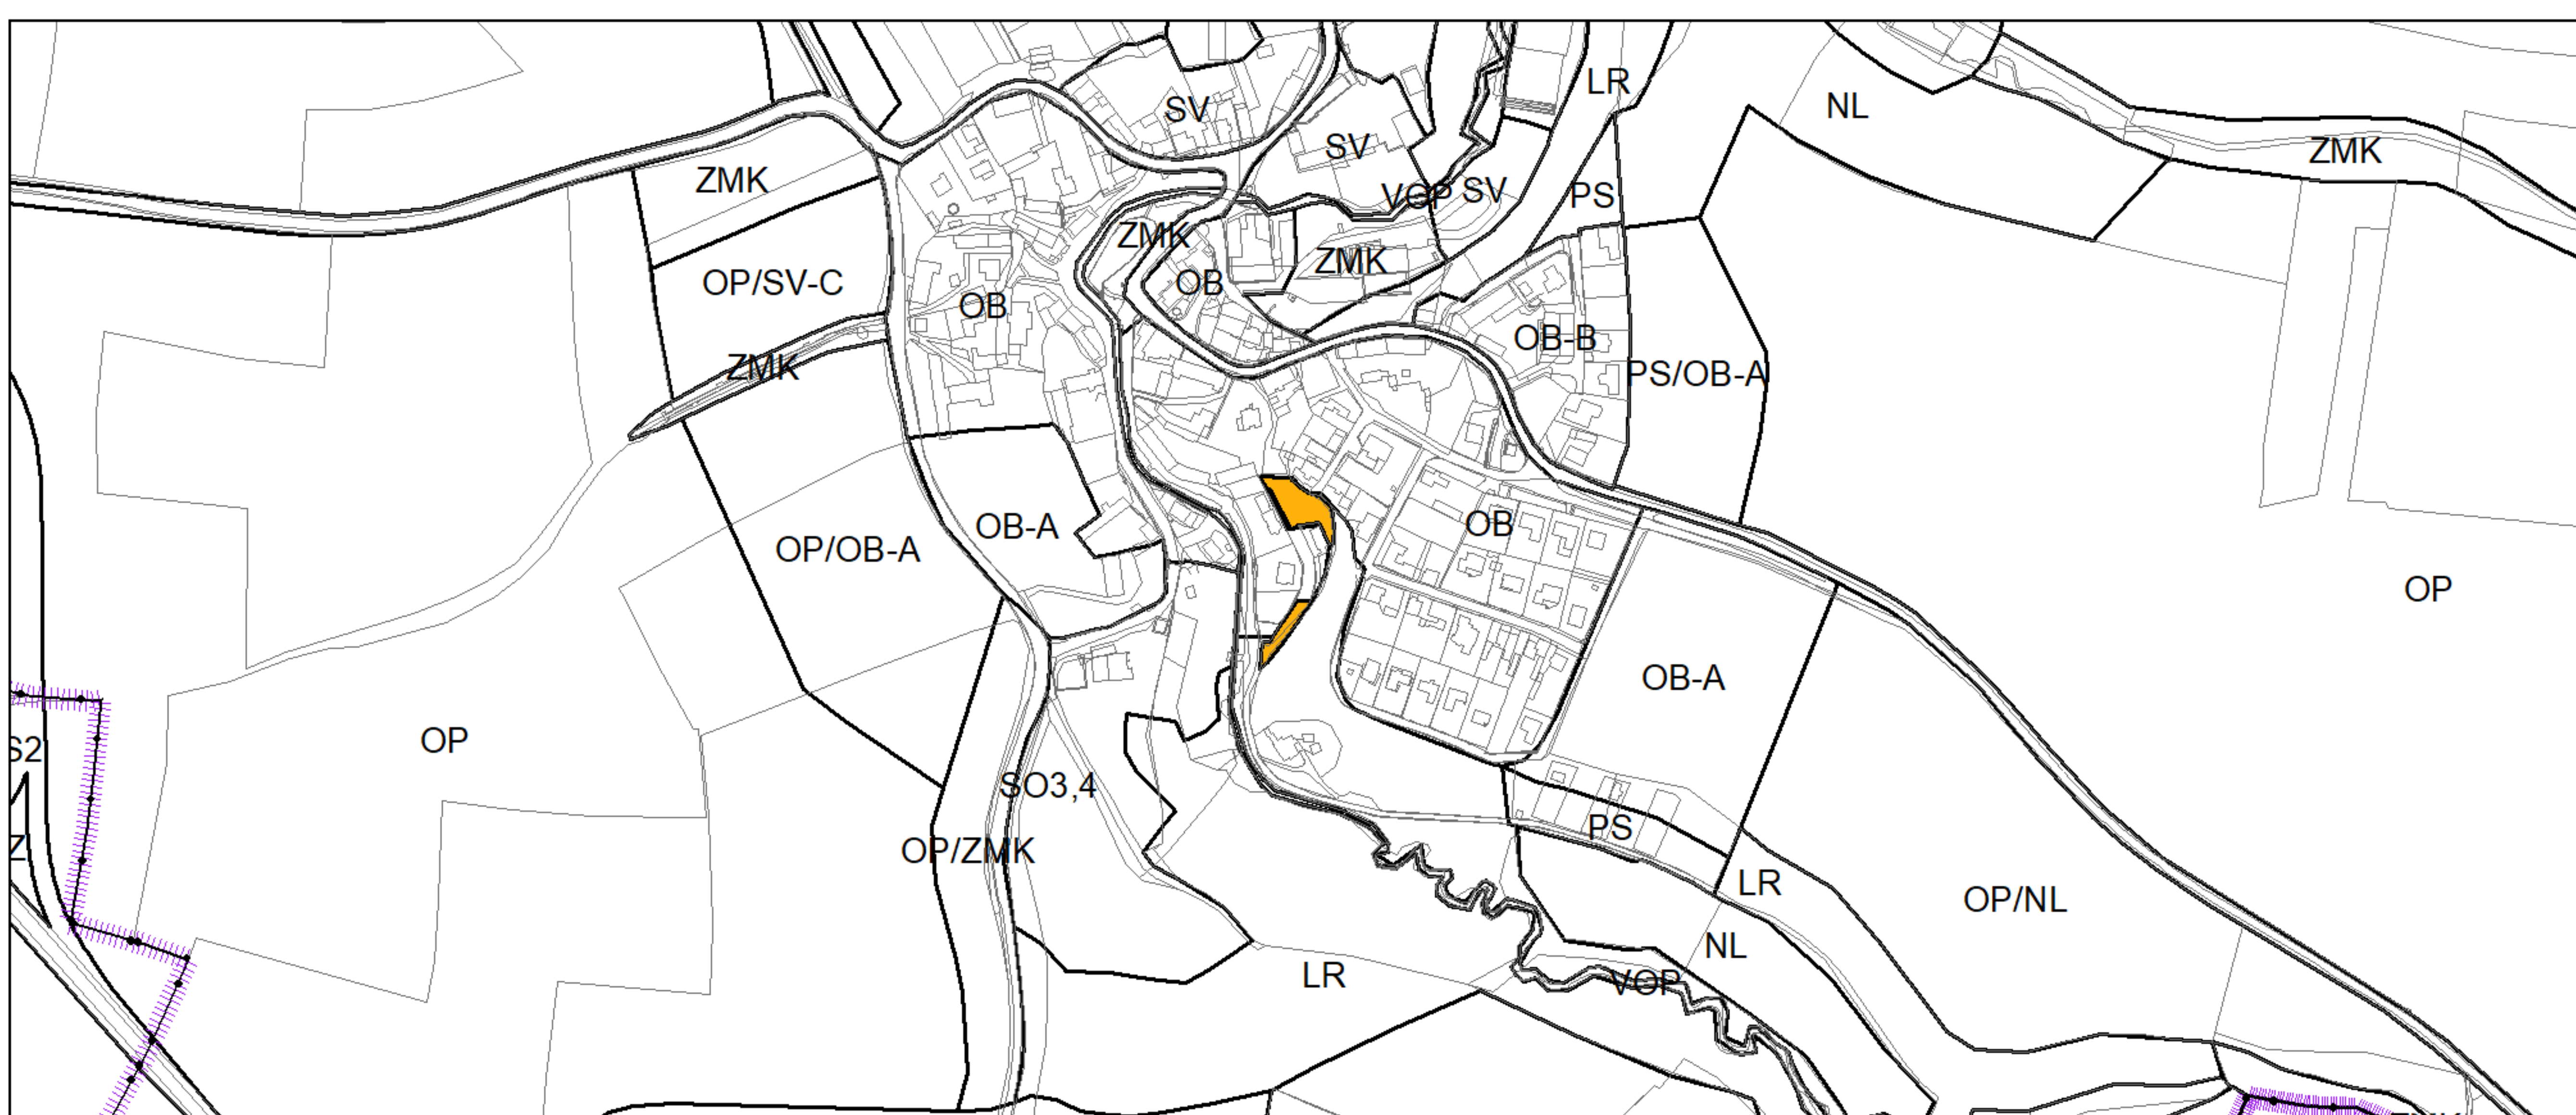 LR
NL
SV
SV
ZMK
ZMK
VOP
SV
PS
ZMK
ZMK
OP/SV-C
OB
OB
OB-B
ZMK
PS/OB-A
OB-A
OB
OP/OB-A
OP
OB-A
OP
S2
SO3,4
PS
Z
OP/ZMK
LR
OP/NL
NL
LR
VOP